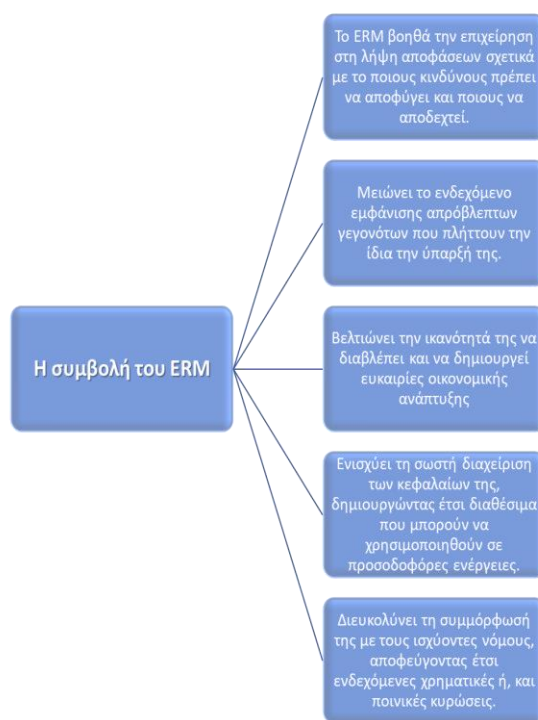 Το ERM βοηθά την επιχείρηση
στη λήψη αποφάσεων σχετικά
με το ποιους κινδύνους πρέπει
να αποφύγει και ποιους να
αποδεχτεί.
Μειώνει το ενδεχόμενο
εμφάνισης απρόβλεπτων
γεγονότων που πλήττουν την
ίδια την ύπαρξή της.
Η συμβολή του ERM
Βελτιώνει την ικανότητά της να
διαβλέπει και να δημιουργεί
ευκαιρίες οικονομικής
ανάπτυξης
Ενισχύει τη σωστή διαχείριση
των κεφαλαίων της,
δημιουργώντας έτσι διαθέσιμα
που μπορούν να
χρησιμοποιηθούν σε
προσοδοφόρες ενέργειες.
Διευκολύνει τη συμμόρφωσή
της με τους ισχύοντες νόμους,
αποφεύγοντας έτσι
ενδεχόμενες χρηματικές ή, και
ποινικές κυρώσεις.